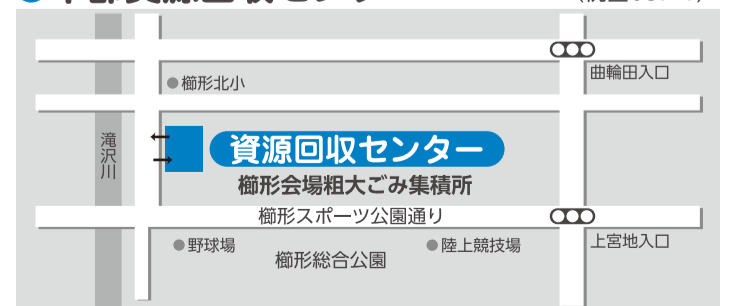 曲輪田入口
櫛形北小
滝沢川
資源回収センター
櫛形会場粗大ごみ集積所
櫛形スポーツ公園通り
野球場
陸上競技場
上宮地入口
櫛形総合公園